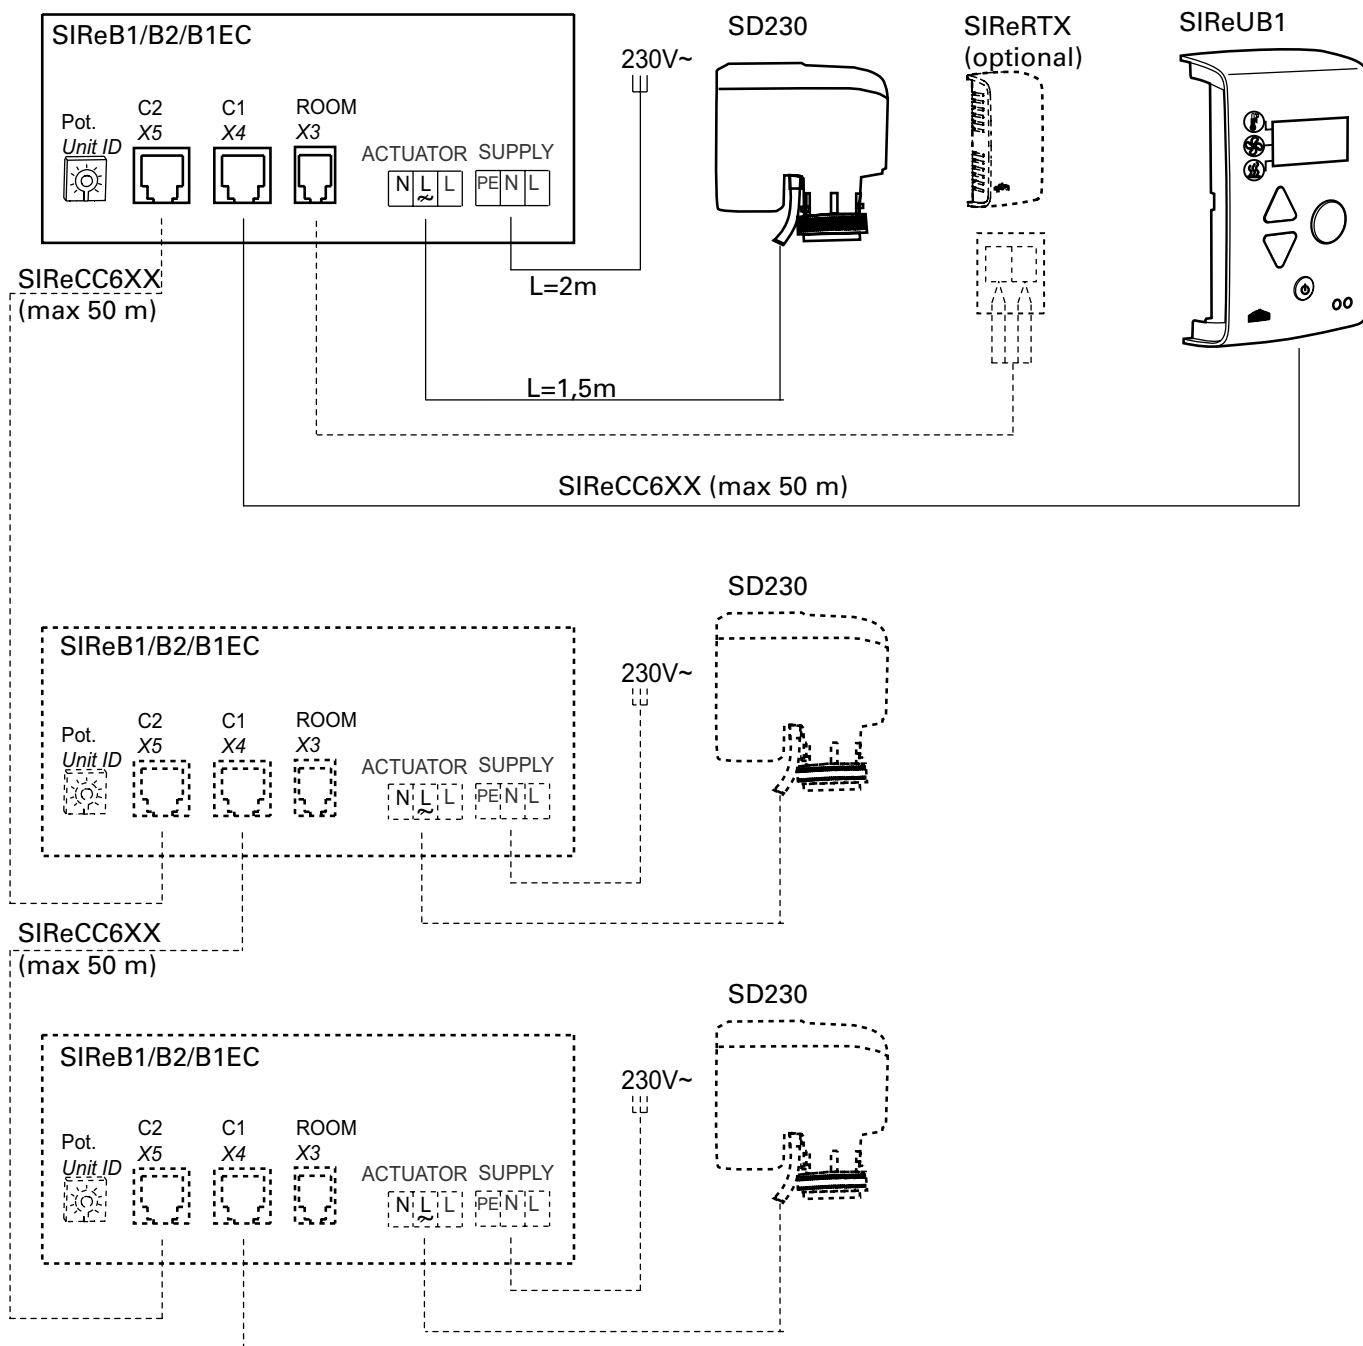 SIReB1/B2/B1EC
SD230
SIReRTX
(optional)
SIReUB1
230V~
Pot.
Unit ID
C2
X5
C1
X4
ROOM
X3
ACTUATOR
SUPPLY
N L L
~
PE N L
SIReCC6XX
(max 50 m)
L=2m
L=1,5m
SIReCC6XX (max 50 m)
SD230
SIReB1/B2/B1EC
230V~
Pot.
Unit ID
C2
X5
C1
X4
ROOM
X3
ACTUATOR
SUPPLY
N L L
~
PE N L
SIReCC6XX
(max 50 m)
SD230
SIReB1/B2/B1EC
230V~
Pot.
Unit ID
C2
X5
C1
X4
ROOM
X3
ACTUATOR
SUPPLY
N L L
~
PE N L